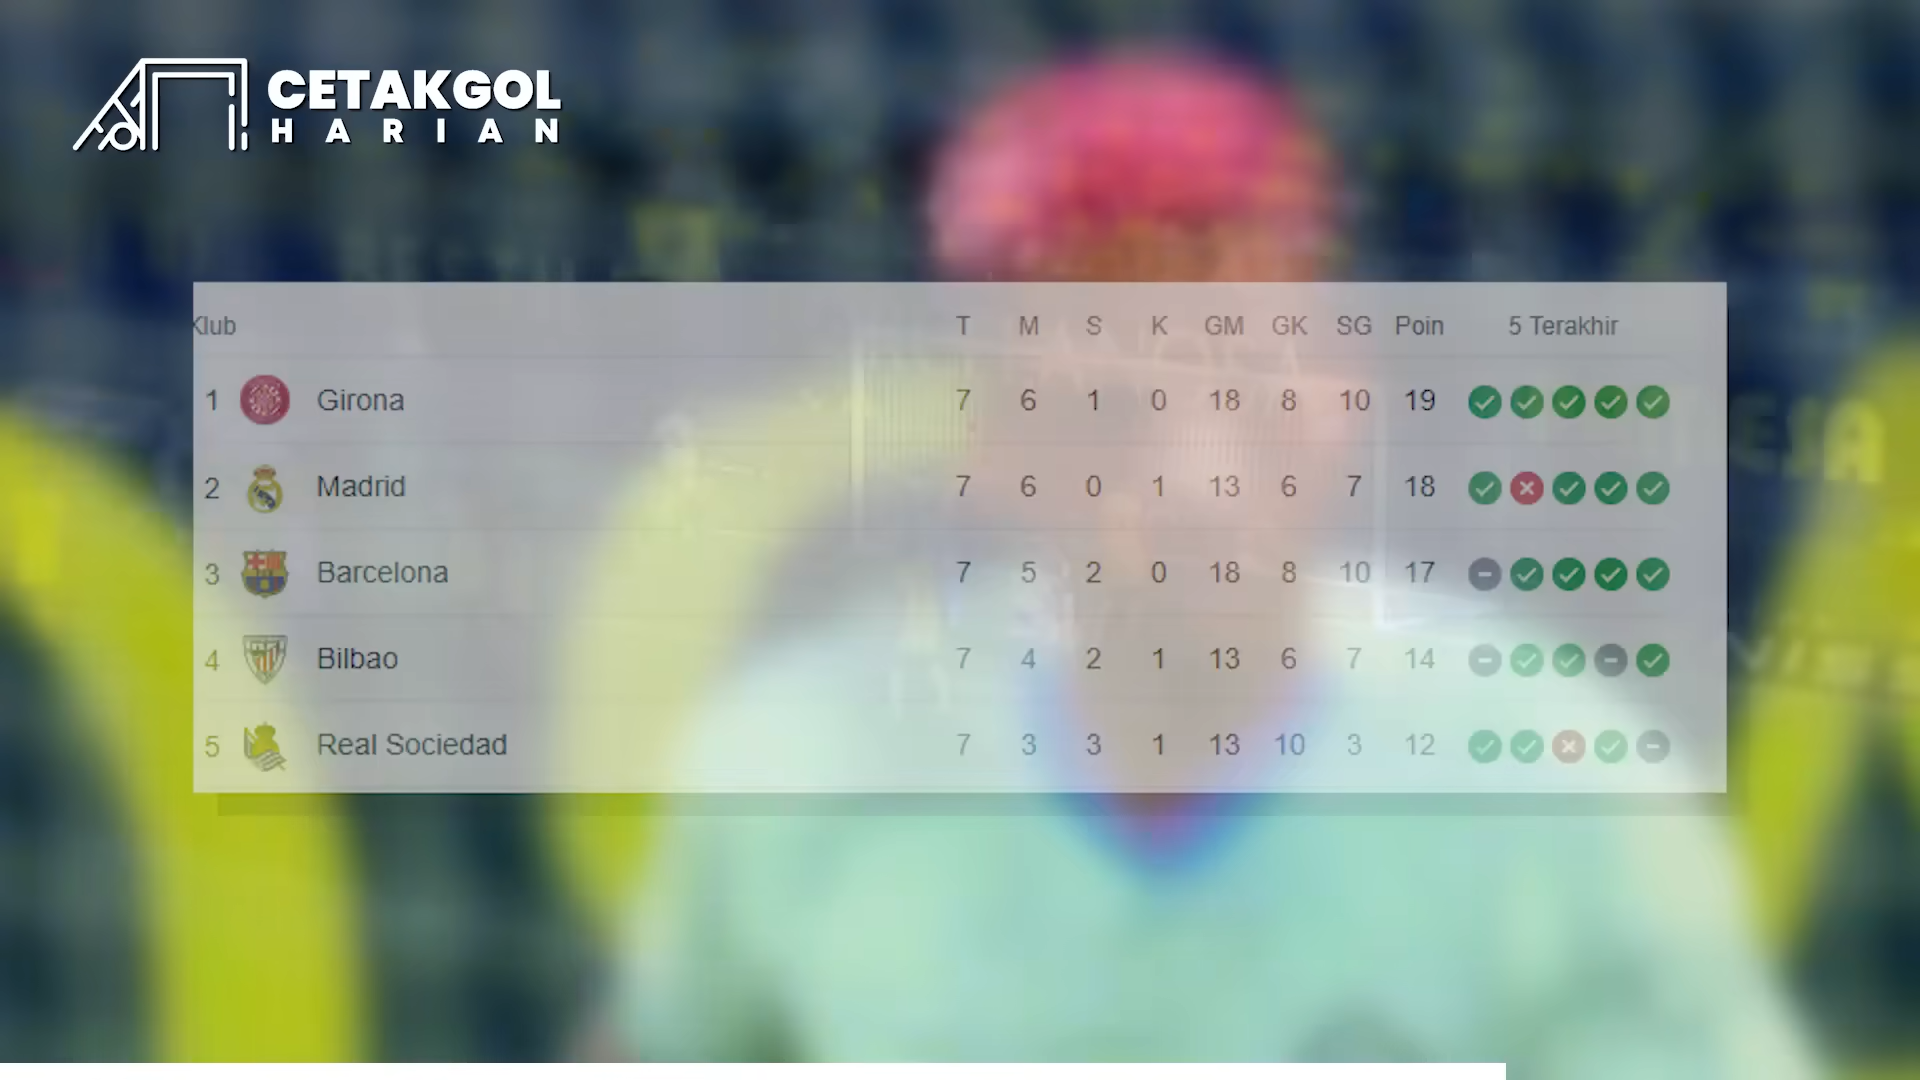 CETAKGOL
HARIAN
Klub T M S K GM GK SG Poin 5 Terakhir
1 Girona 7 6 1 0 18 8 10 19
2 Madrid 7 6 0 1 13 6 7 18
3 Barcelona 7 5 2 0 18 8 10 17
4 Bilbao 7 4 2 1 13 6 7 14
5 Real Sociedad 7 3 3 1 13 10 3 12